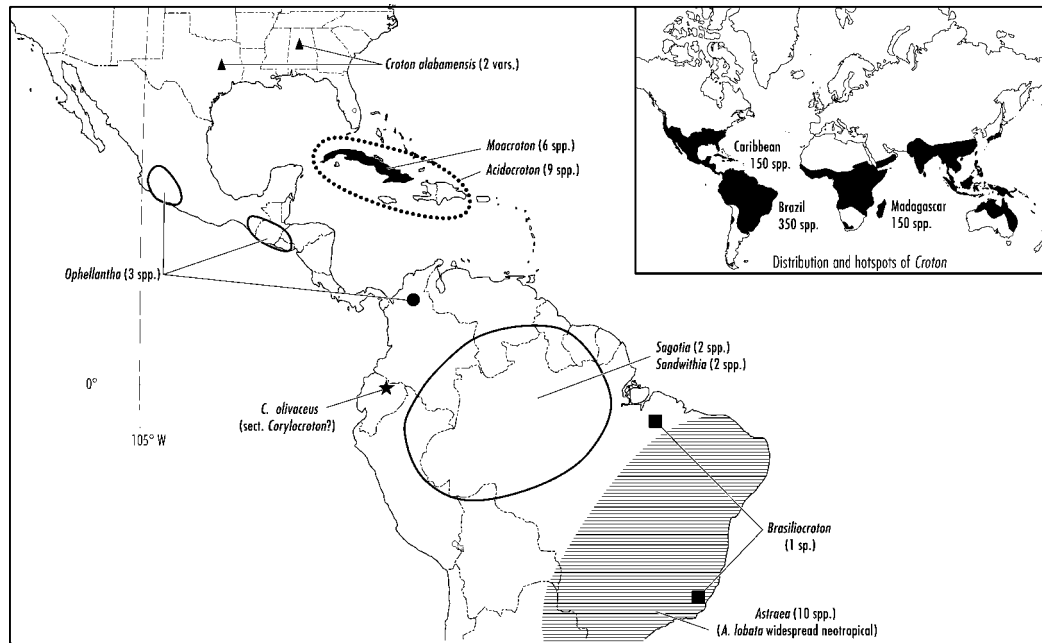 Croton alabamensis (2 vars.)
Moacroton (6 spp.)
Acidocroton (9 spp.)
Ophellantha (3 spp.)
Sagotia (2 spp.)
Sandwithia (2 spp.)
0°
C. olivaceus
(sect. Corylocroton?)
105° W
Brasiliocroton
(1 sp.)
Astraea (10 spp.)
(A. lobata widespread neotropical)
Caribbean
150 spp.
Brazil
350 spp.
Madagascar
150 spp.
Distribution and hotspots of Croton